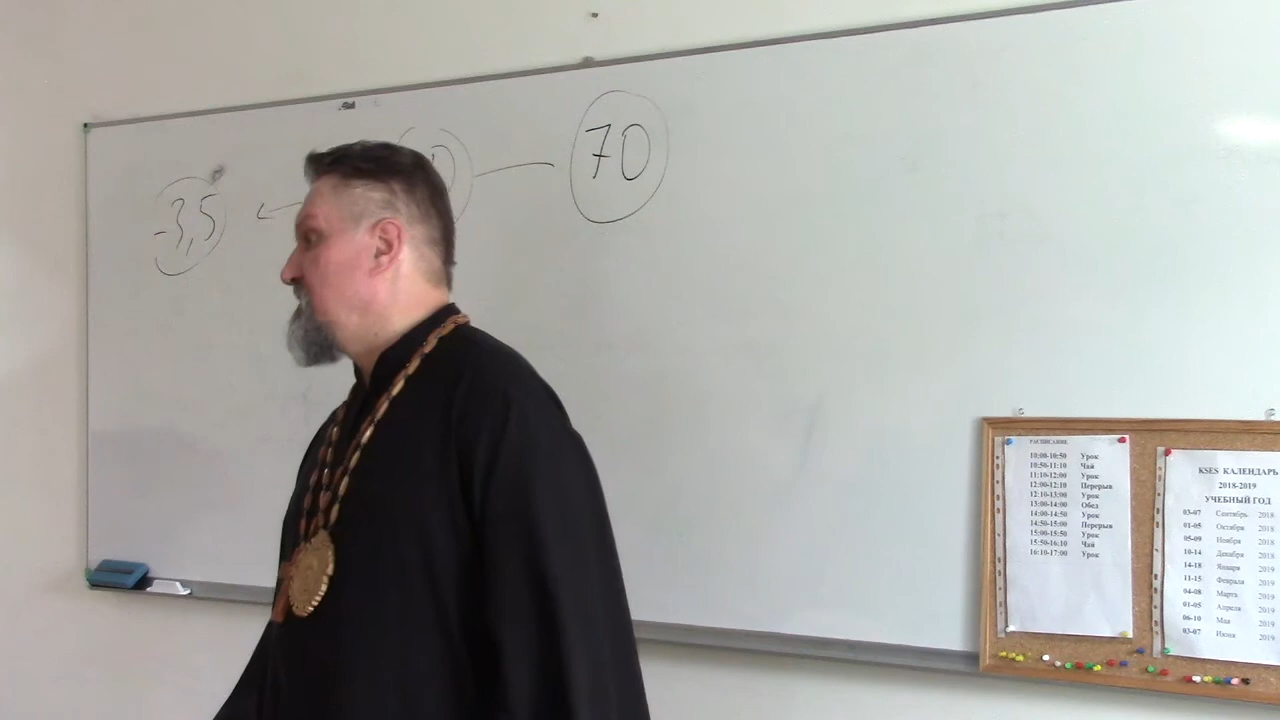 -3,5
70
РАСПИСАНИЕ
10:00-10:50 Урок
10:50-11:10 Чай
11:10-12:00 Урок
12:00-12:10 Перерыв
12:10-13:00 Урок
13:00-14:00 Обед
14:00-14:50 Урок
14:50-15:00 Перерыв
15:00-15:50 Урок
15:50-16:10 Чай
16:10-17:00 Урок
KSES КАЛЕНДАРЬ
2018-2019
УЧЕБНЫЙ ГОД
03-07 Сентябрь 2018
01-05 Октября 2018
05-09 Ноября 2018
10-14 Декабря 2018
14-18 Января 2019
11-15 Февраля 2019
04-08 Марта 2019
01-05 Апреля 2019
06-10 Мая 2019
03-07 Июня 2019